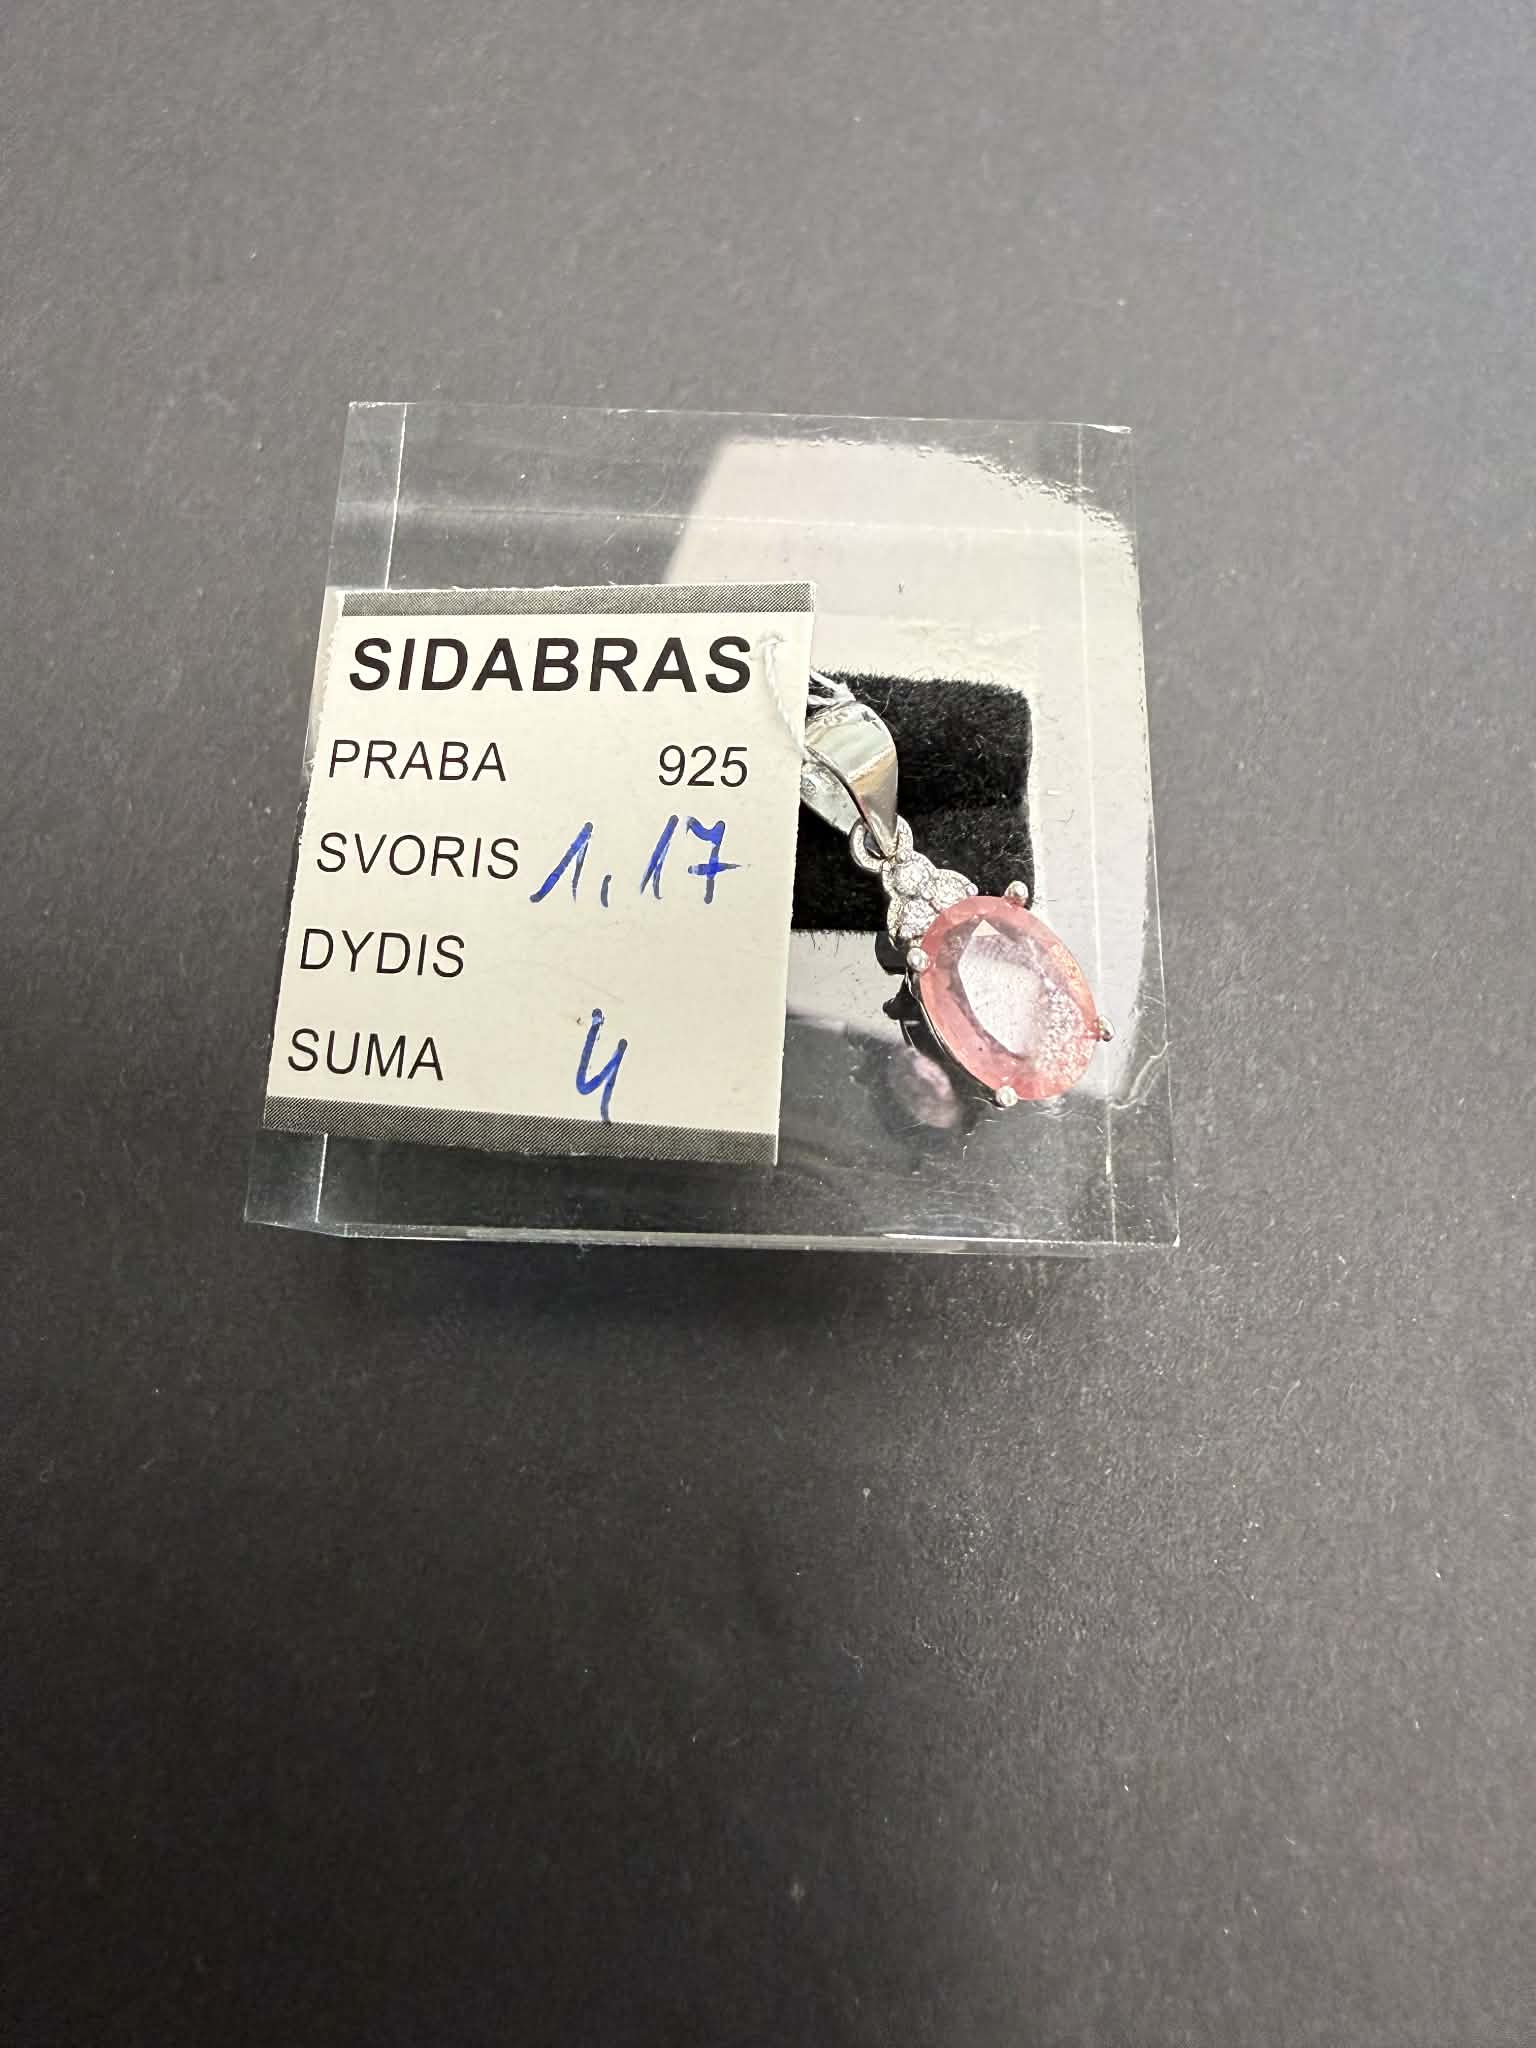 SIDABRAS
PRABA 925
SVORIS 1,17
DYDIS
SUMA 4